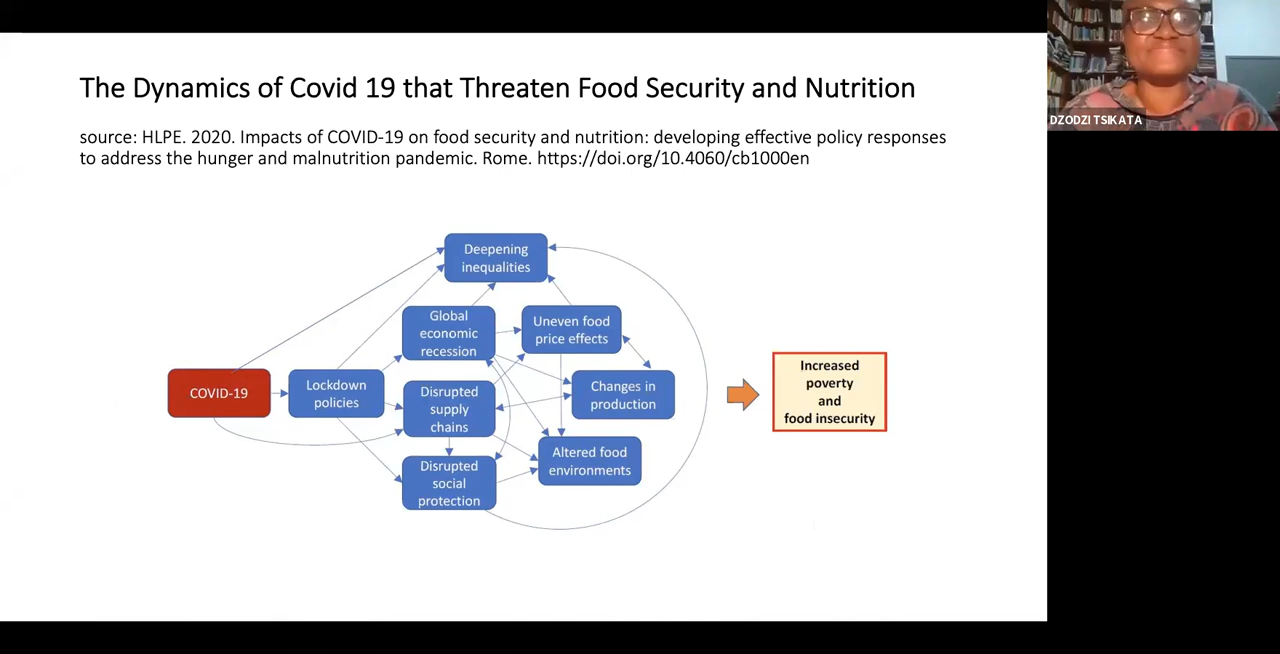 The Dynamics of Covid 19 that Threaten Food Security and Nutrition
source: HLPE. 2020. Impacts of COVID-19 on food security and nutrition: developing effective policy responses
to address the hunger and malnutrition pandemic. Rome. https://doi.org/10.4060/cb1000en
DZODZI TSIKATA
Deepening
inequalities
Global
economic
recession
Uneven food
price effects
COVID-19
Lockdown
policies
Disrupted
supply
chains
Changes in
production
Disrupted
social
protection
Altered food
environments
Increased
poverty
and
food insecurity